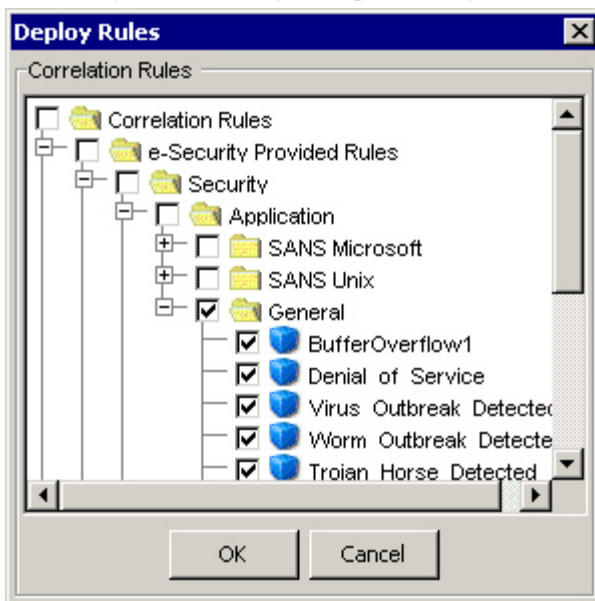 Deploy Rules
Correlation Rules
Correlation Rules
e-Security Provided Rules
Security
Application
SANS Microsoft
SANS Unix
General
BufferOverflow1
Denial of Service
Virus Outbreak Detected
Worm Outbreak Detecte
Trojan Horse Detected
OK
Cancel